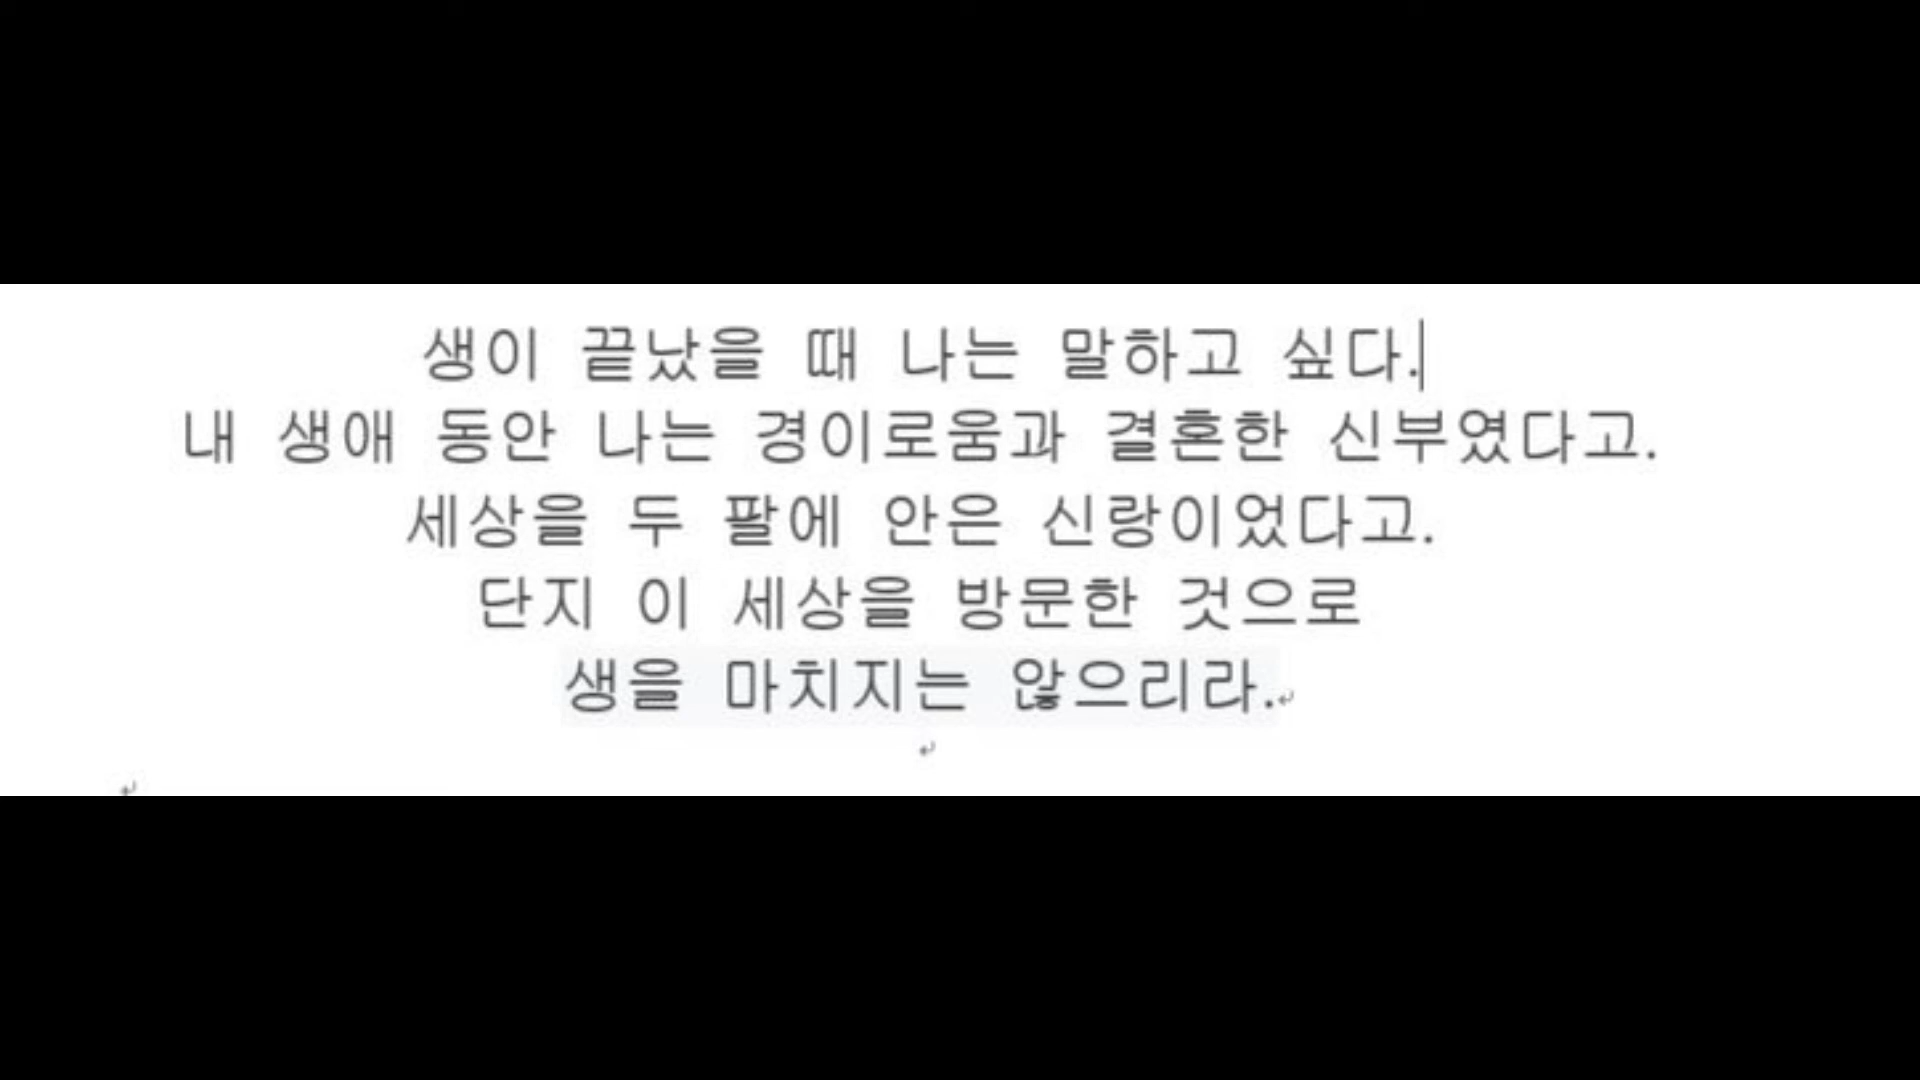 생이 끝났을 때 나는 말하고 싶다.
내 생애 동안 나는 경이로움과 결혼한 신부였다고.
세상을 두 팔에 안은 신랑이었다고.
단지 이 세상을 방문한 것으로
생을 마치지는 않으리라.